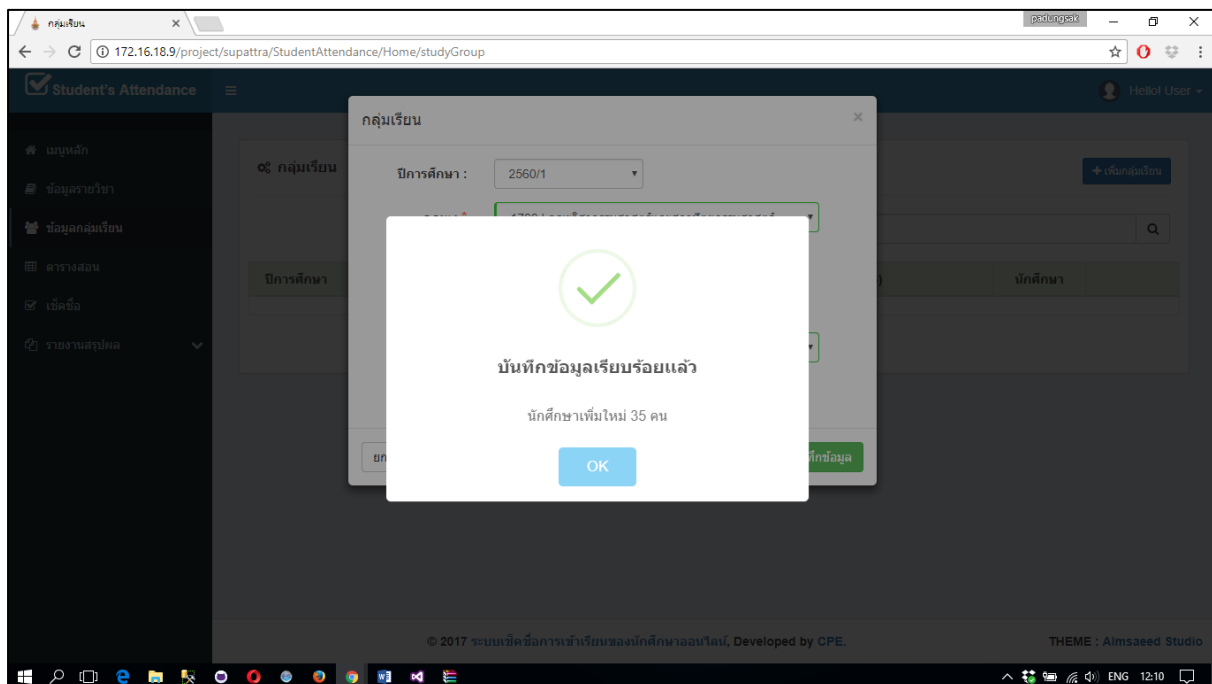 กลุ่มเรียน
padungsak
172.16.18.9/project/supattra/StudentAttendance/Home/studyGroup
Student's Attendance
Hello! User
กลุ่มเรียน
เมนูหลัก
ข้อมูลรายวิชา
ข้อมูลกลุ่มเรียน
ตารางสอน
เช็คชื่อ
รายงานสรุปผล
กลุ่มเรียน
ปีการศึกษา :
2560/1
เพิ่มกลุ่มเรียน
ปีการศึกษา
นักศึกษา
บันทึกข้อมูลเรียบร้อยแล้ว
นักศึกษาเพิ่มใหม่ 35 คน
OK
© 2017 ระบบเช็คชื่อการเข้าเรียนของนักศึกษาออนไลน์, Developed by CPE.
THEME : Almsaeed Studio
ENG 12:10